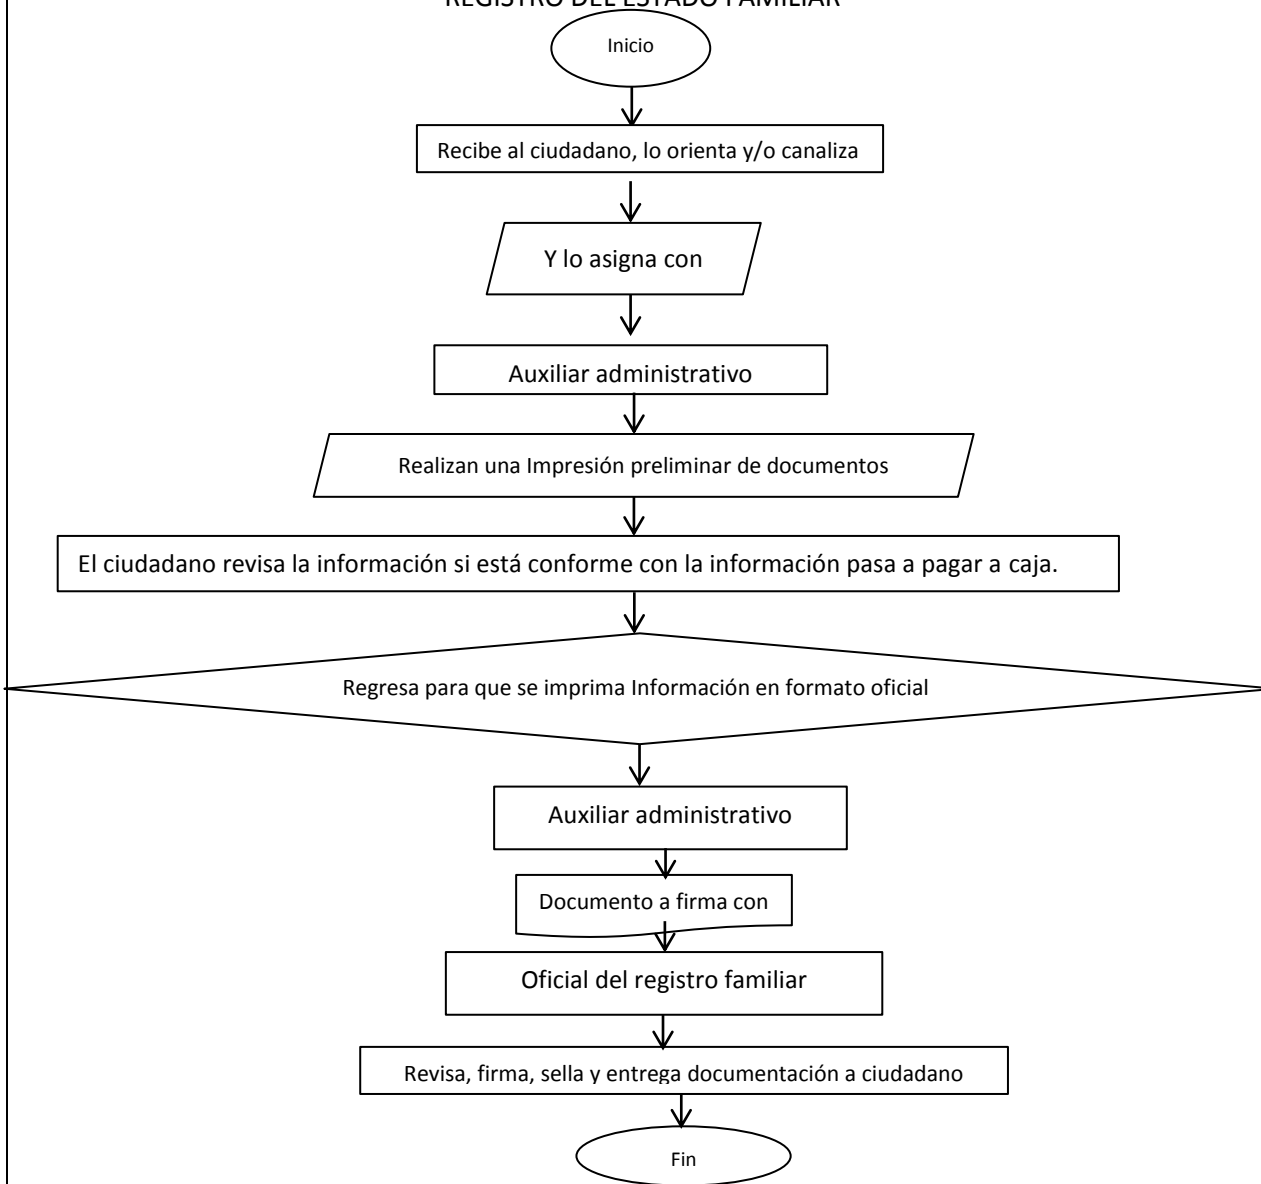 REGISTRO DEL ESTADO FAMILIAR
Inicio
Recibe al ciudadano, lo orienta y/o canaliza
Y lo asigna con
Auxiliar administrativo
Realizan una Impresión preliminar de documentos
El ciudadano revisa la información si está conforme con la información pasa a pagar a caja.
Regresa para que se imprima Información en formato oficial
Auxiliar administrativo
Documento a firma con
Oficial del registro familiar
Revisa, firma, sella y entrega documentación a ciudadano
Fin